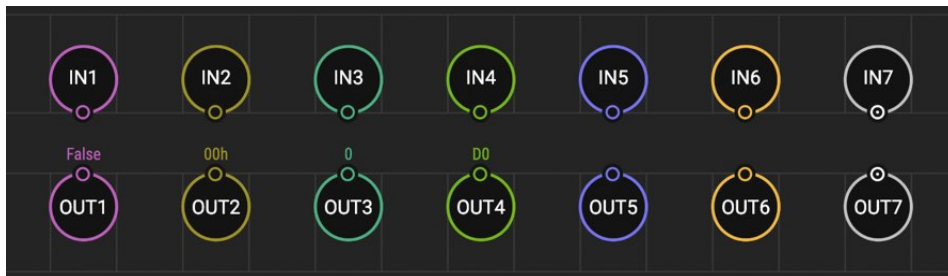 IN1 IN2 IN3 IN4 IN5 IN6 IN7
False 00h 0 D0
OUT1 OUT2 OUT3 OUT4 OUT5 OUT6 OUT7